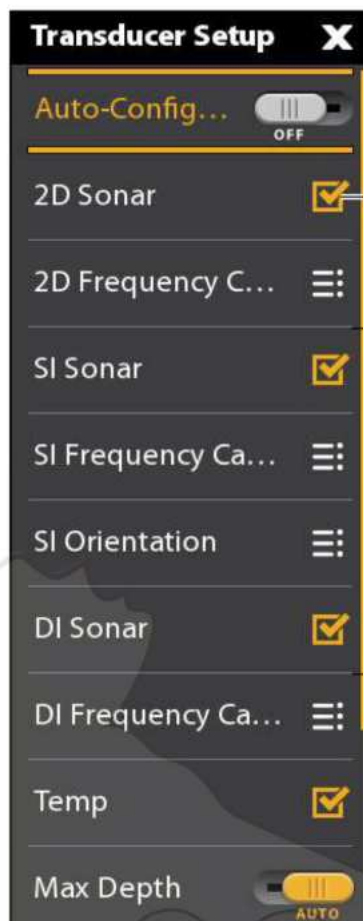 Transducer Setup X
Auto-Config...
OFF
2D Sonar
2D Frequency C...
SI Sonar
SI Frequency Ca...
SI Orientation
DI Sonar
DI Frequency Ca...
Temp
Max Depth
AUTO